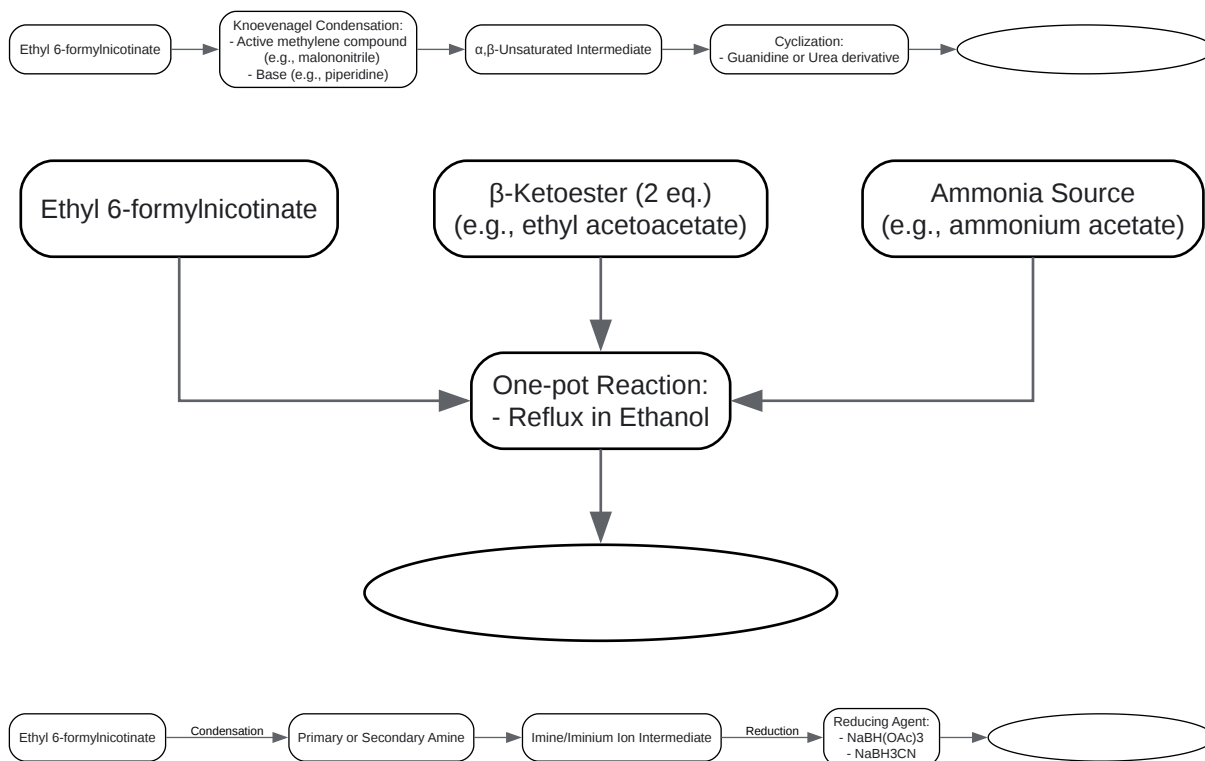 Ethyl 6-formylnicotinate
Knoevenagel Condensation:
- Active methylene compound
(e.g., malononitrile)
- Base (e.g., piperidine)
α,β-Unsaturated Intermediate
Cyclization:
- Guanidine or Urea derivative
Ethyl 6-formylnicotinate
β-Ketoester (2 eq.)
(e.g., ethyl acetoacetate)
Ammonia Source
(e.g., ammonium acetate)
One-pot Reaction:
- Reflux in Ethanol
Ethyl 6-formylnicotinate
Condensation
Primary or Secondary Amine
Imine/Iminium Ion Intermediate
Reduction
Reducing Agent:
- NaBH(OAc)3
- NaBH3CN